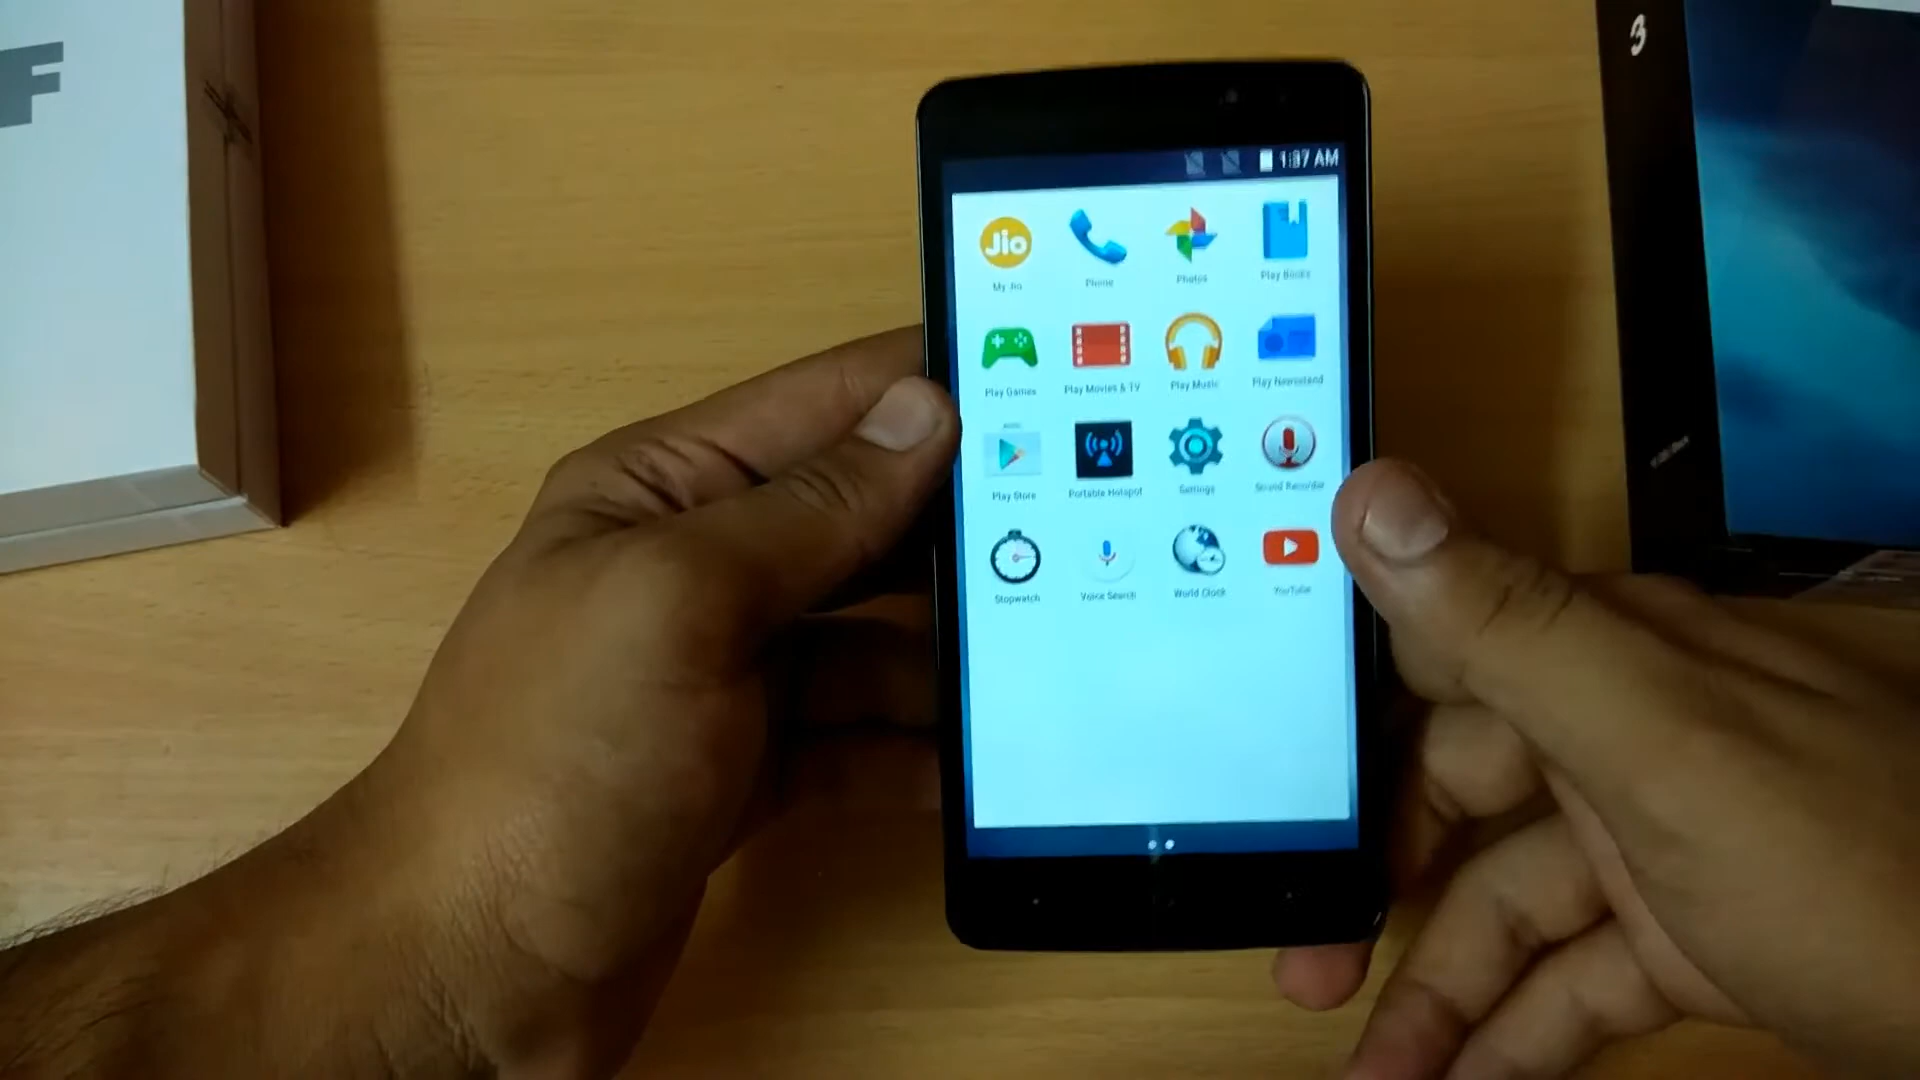 F
1:37 AM
Jio
My Jio
Phone
Photos
Play Books
Play Games
Play Movies & TV
Play Music
Play Newsstand
Play Store
Portable Hotspot
Settings
Sound Recorder
Stopwatch
Voice Search
World Clock
YouTube